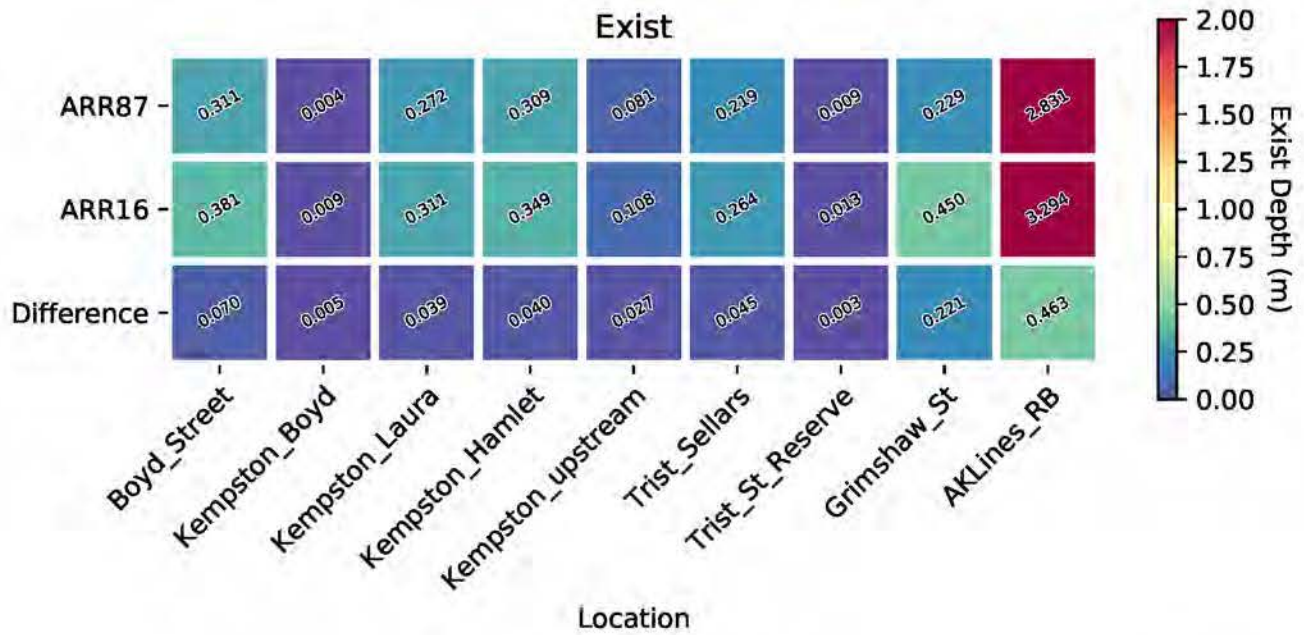 Exist
ARR87 0.311 0.004 0.272 0.309 0.081 0.219 0.009 0.229 2.831
ARR16 0.381 0.009 0.311 0.349 0.108 0.264 0.013 0.450 3.294
Difference 0.070 0.005 0.039 0.040 0.027 0.045 0.003 0.221 0.463
Boyd_Street Kempston_Boyd Kempston_Laura Kempston_Hamlet Kempston_upstream Trist_Sellars Trist_St_Reserve Grimshaw_St AKLines_RB
Location
2.00
1.75
1.50
1.25
1.00
0.75
0.50
0.25
0.00
Exist Depth (m)